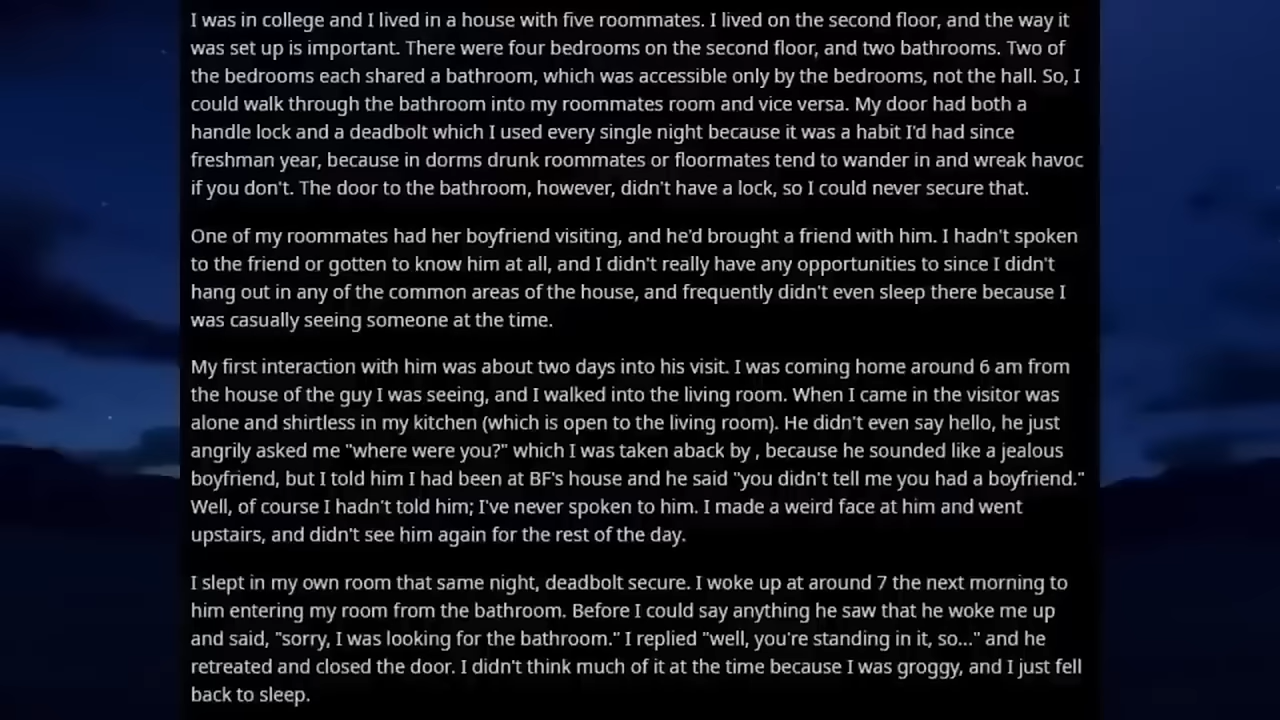 I was in college and I lived in a house with five roommates. I lived on the second floor, and the way it
was set up is important. There were four bedrooms on the second floor, and two bathrooms. Two of
the bedrooms each shared a bathroom, which was accessible only by the bedrooms, not the hall. So, I
could walk through the bathroom into my roommates room and vice versa. My door had both a
handle lock and a deadbolt which I used every single night because it was a habit I'd had since
freshman year, because in dorms drunk roommates or floormates tend to wander in and wreak havoc
if you don't. The door to the bathroom, however, didn't have a lock, so I could never secure that.
One of my roommates had her boyfriend visiting, and he'd brought a friend with him. I hadn't spoken
to the friend or gotten to know him at all, and I didn't really have any opportunities to since I didn't
hang out in any of the common areas of the house, and frequently didn't even sleep there because I
was casually seeing someone at the time.
My first interaction with him was about two days into his visit. I was coming home around 6 am from
the house of the guy I was seeing, and I walked into the living room. When I came in the visitor was
alone and shirtless in my kitchen (which is open to the living room). He didn't even say hello, he just
angrily asked me "where were you?" which I was taken aback by , because he sounded like a jealous
boyfriend, but I told him I had been at BF's house and he said "you didn't tell me you had a boyfriend."
Well, of course I hadn't told him; I've never spoken to him. I made a weird face at him and went
upstairs, and didn't see him again for the rest of the day.
I slept in my own room that same night, deadbolt secure. I woke up at around 7 the next morning to
him entering my room from the bathroom. Before I could say anything he saw that he woke me up
and said, "sorry, I was looking for the bathroom." I replied "well, you're standing in it, so..." and he
retreated and closed the door. I didn't think much of it at the time because I was groggy, and I just fell
back to sleep.